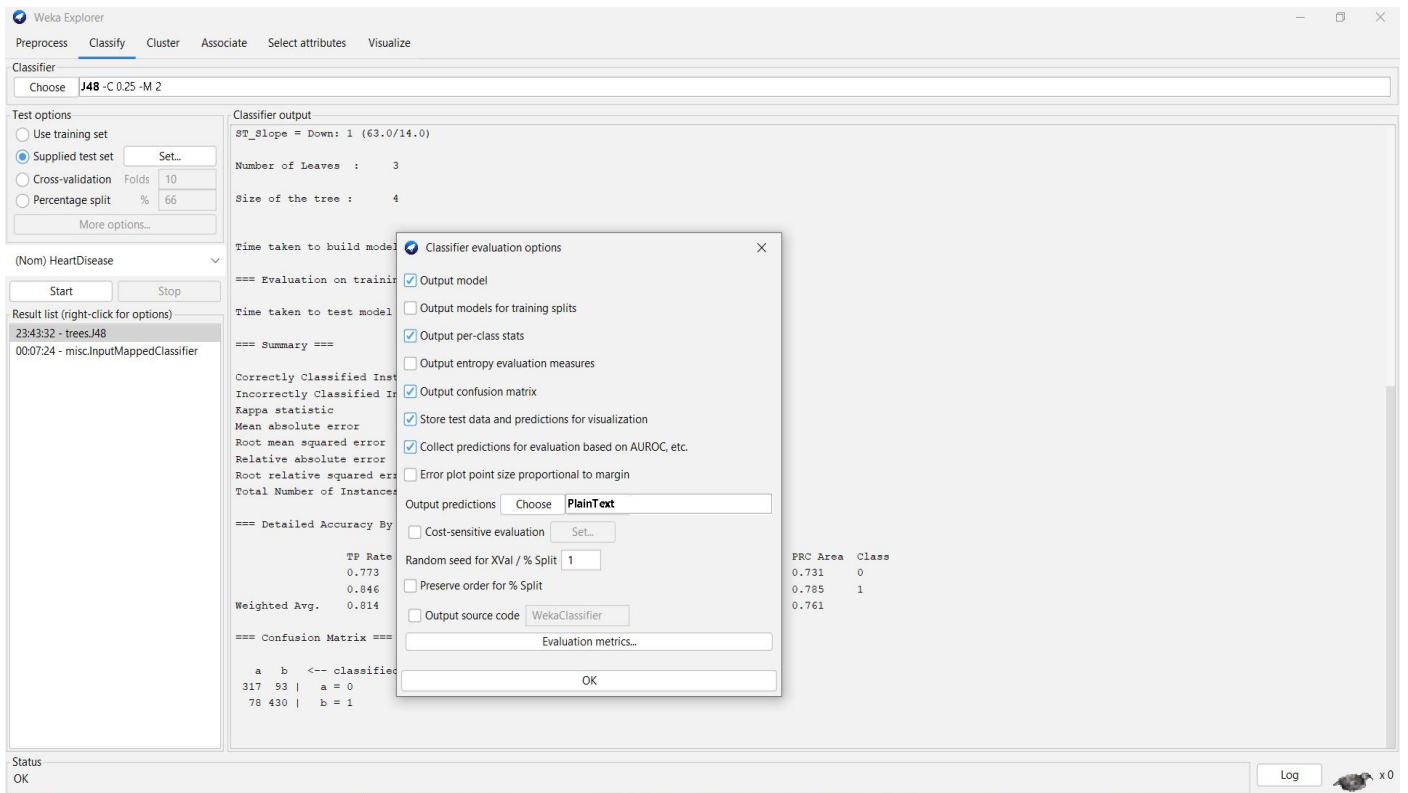 Weka Explorer
Preprocess Classify Cluster Associate Select attributes Visualize
Classifier
Choose J48 -C 0.25 -M 2
Test options
Use training set
Supplied test set Set...
Cross-validation Folds 10
Percentage split % 66
More options...
(Nom) HeartDisease
Start Stop
Result list (right-click for options)
23:43:32 - trees.J48
00:07:24 - misc.InputMappedClassifier
Classifier output
ST_Slope = Down: 1 (63.0/14.0)
Number of Leaves : 3
Size of the tree : 4
Time taken to build model
=== Evaluation on
Time taken to test model
=== Summary ===
Correctly Classified
Incorrectly Classified
Kappa statistic
Mean absolute error
Root mean squared error
Relative absolute error
Root relative squared
Total Number of Instances
=== Detailed Accuracy By
TP Rate PRC Area Class
0.773 0.731 0
0.846 0.785 1
Weighted Avg. 0.814 0.761
=== Confusion Matrix ===
a b <-- classified
317 93 | a = 0
78 430 | b = 1
Classifier evaluation options
Output model
Output models for training splits
Output per-class stats
Output entropy evaluation measures
Output confusion matrix
Store test data and predictions for visualization
Collect predictions for evaluation based on AUROC, etc.
Error plot point size proportional to margin
Output predictions Choose PlainText
Cost-sensitive evaluation Set...
Random seed for XVal / % Split 1
Preserve order for % Split
Output source code WekaClassifier
Evaluation metrics...
OK
Status
OK
Log x 0